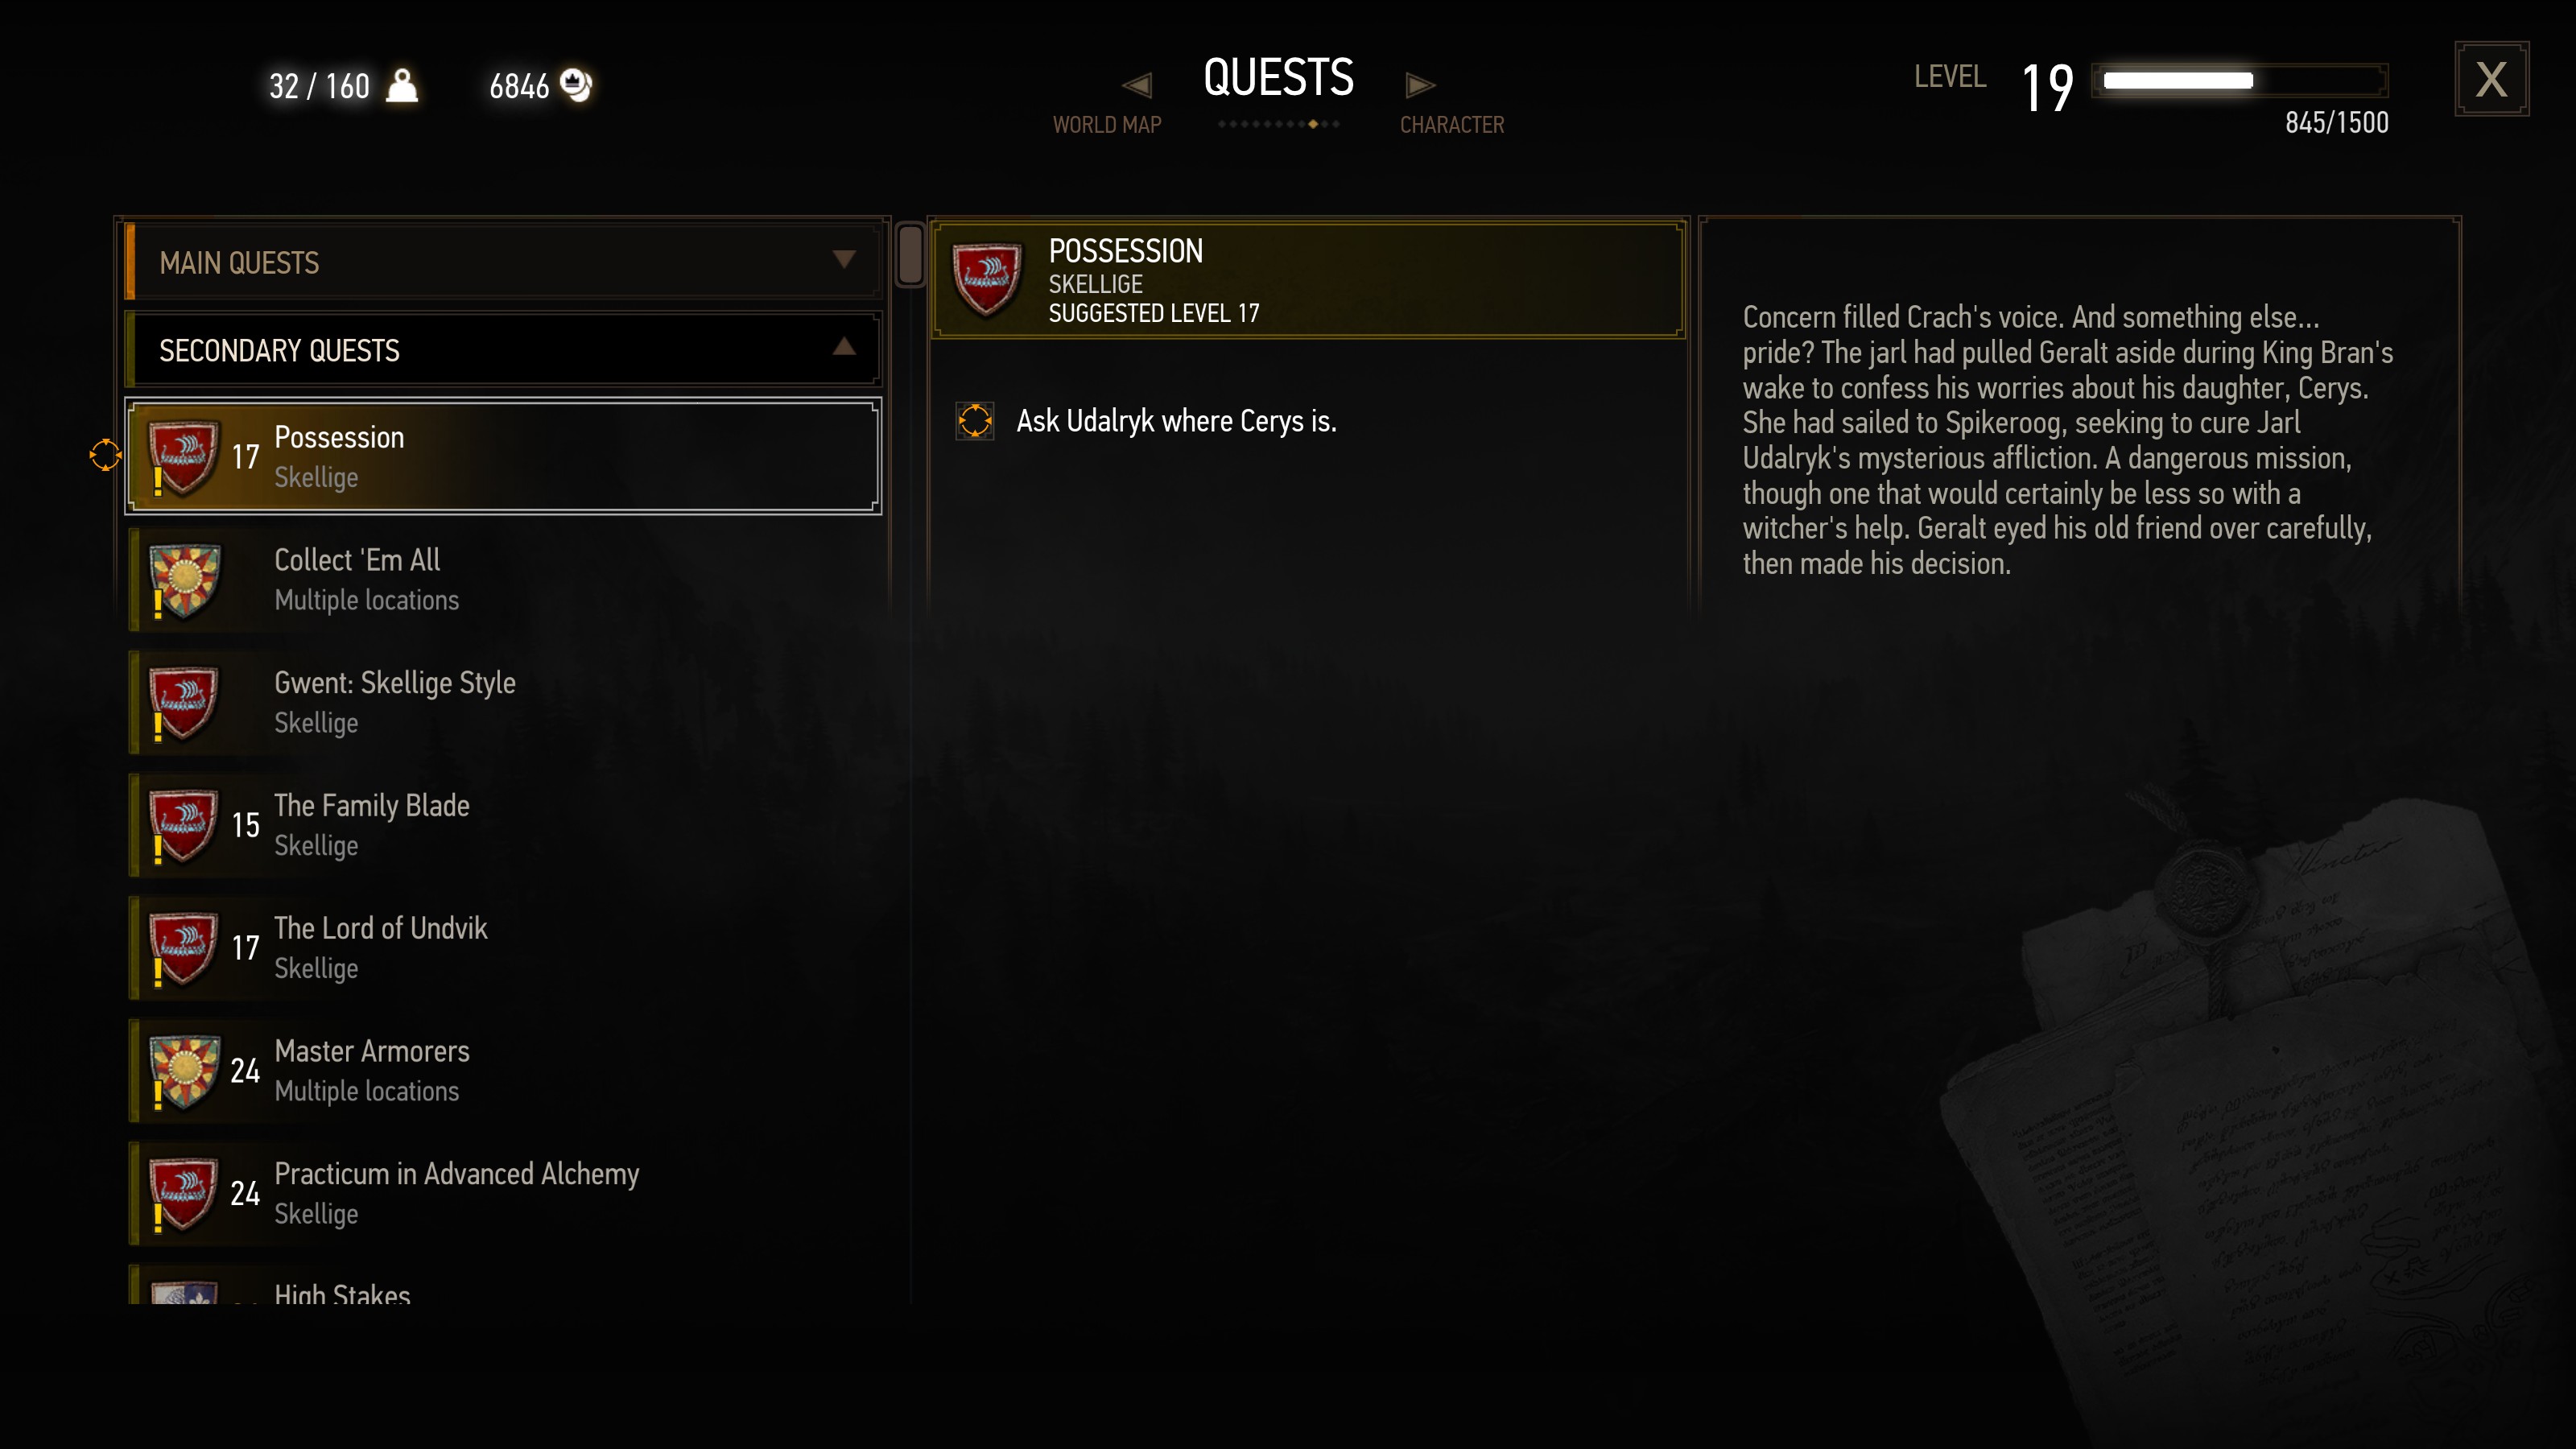 32 / 160
6846
QUESTS
WORLD MAP
CHARACTER
LEVEL 19
845/1500
X
MAIN QUESTS
SECONDARY QUESTS
17 Possession
Skellige
Collect 'Em All
Multiple locations
Gwent: Skellige Style
Skellige
15 The Family Blade
Skellige
17 The Lord of Undvik
Skellige
24 Master Armorers
Multiple locations
24 Practicum in Advanced Alchemy
Skellige
High Stakes
POSSESSION
SKELLIGE
SUGGESTED LEVEL 17
Ask Udalryk where Cerys is.
Concern filled Crach's voice. And something else...
pride? The jarl had pulled Geralt aside during King Bran's
wake to confess his worries about his daughter, Cerys.
She had sailed to Spikeroog, seeking to cure Jarl
Udalryk's mysterious affliction. A dangerous mission,
though one that would certainly be less so with a
witcher's help. Geralt eyed his old friend over carefully,
then made his decision.